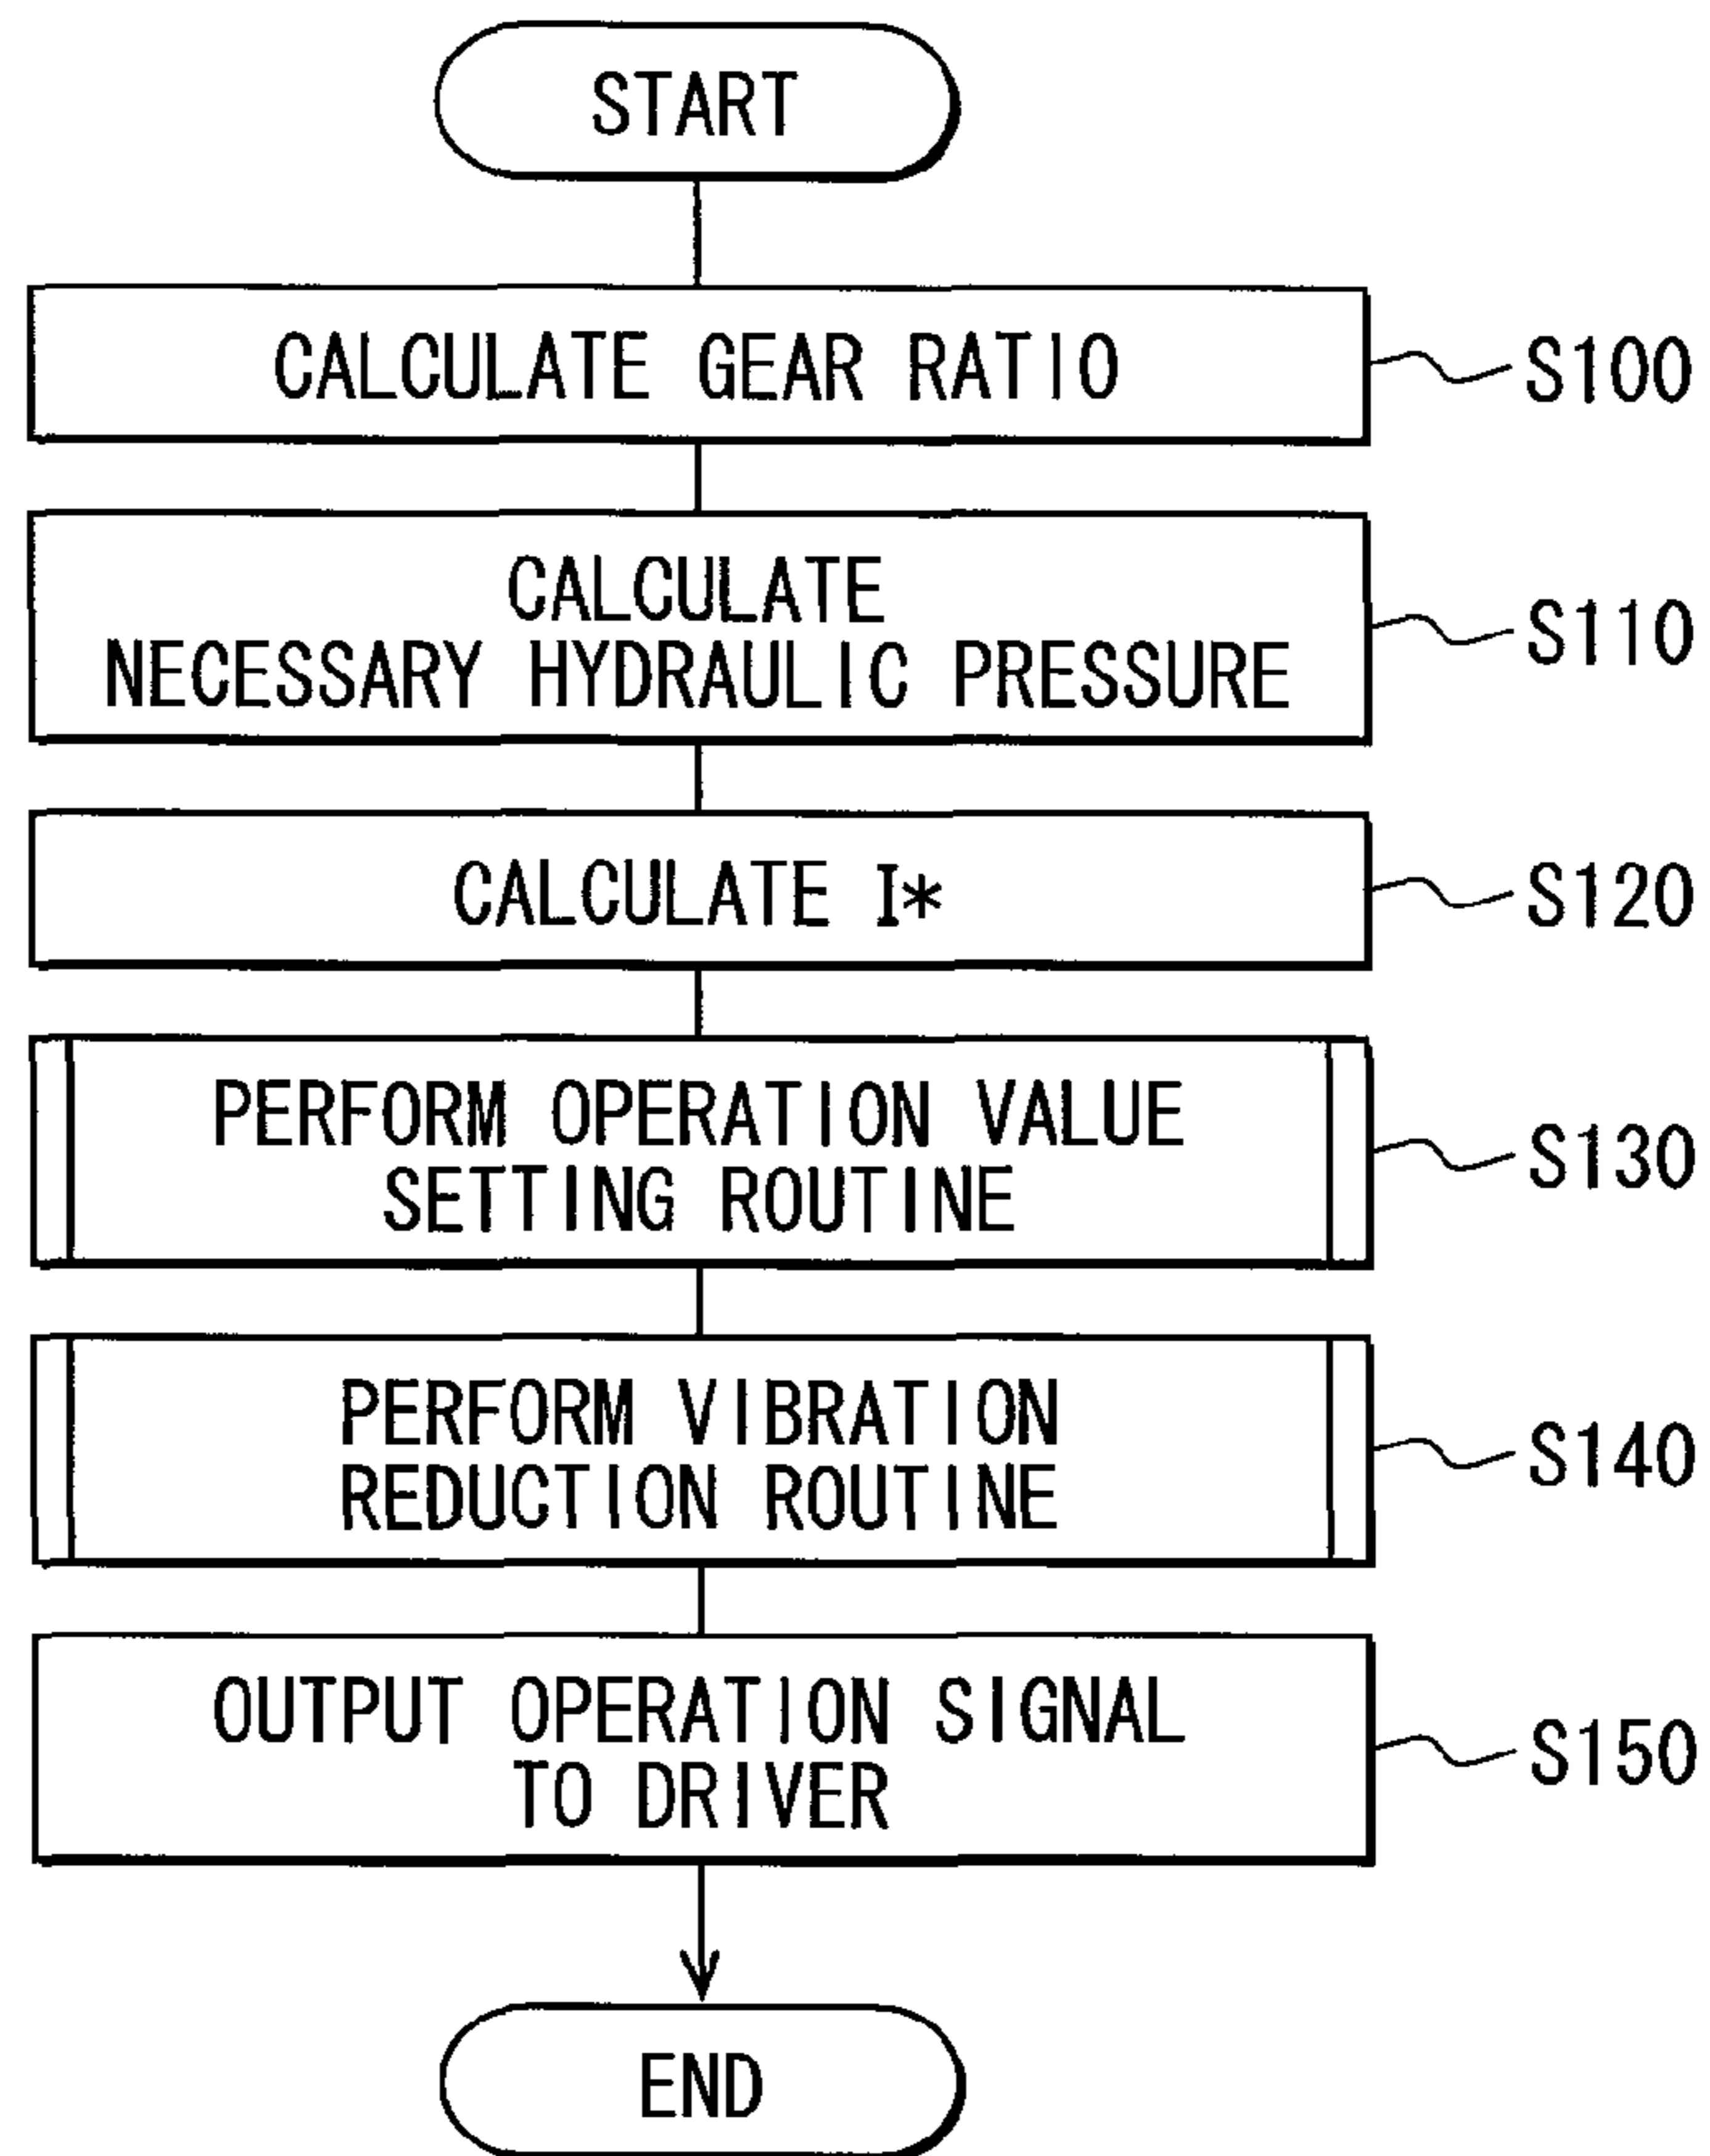 START
CALCULATE GEAR RATIO
S100
CALCULATE
NECESSARY HYDRAULIC PRESSURE
S110
CALCULATE I*
S120
PERFORM OPERATION VALUE
SETTING ROUTINE
S130
PERFORM VIBRATION
REDUCTION ROUTINE
S140
OUTPUT OPERATION SIGNAL
TO DRIVER
S150
END